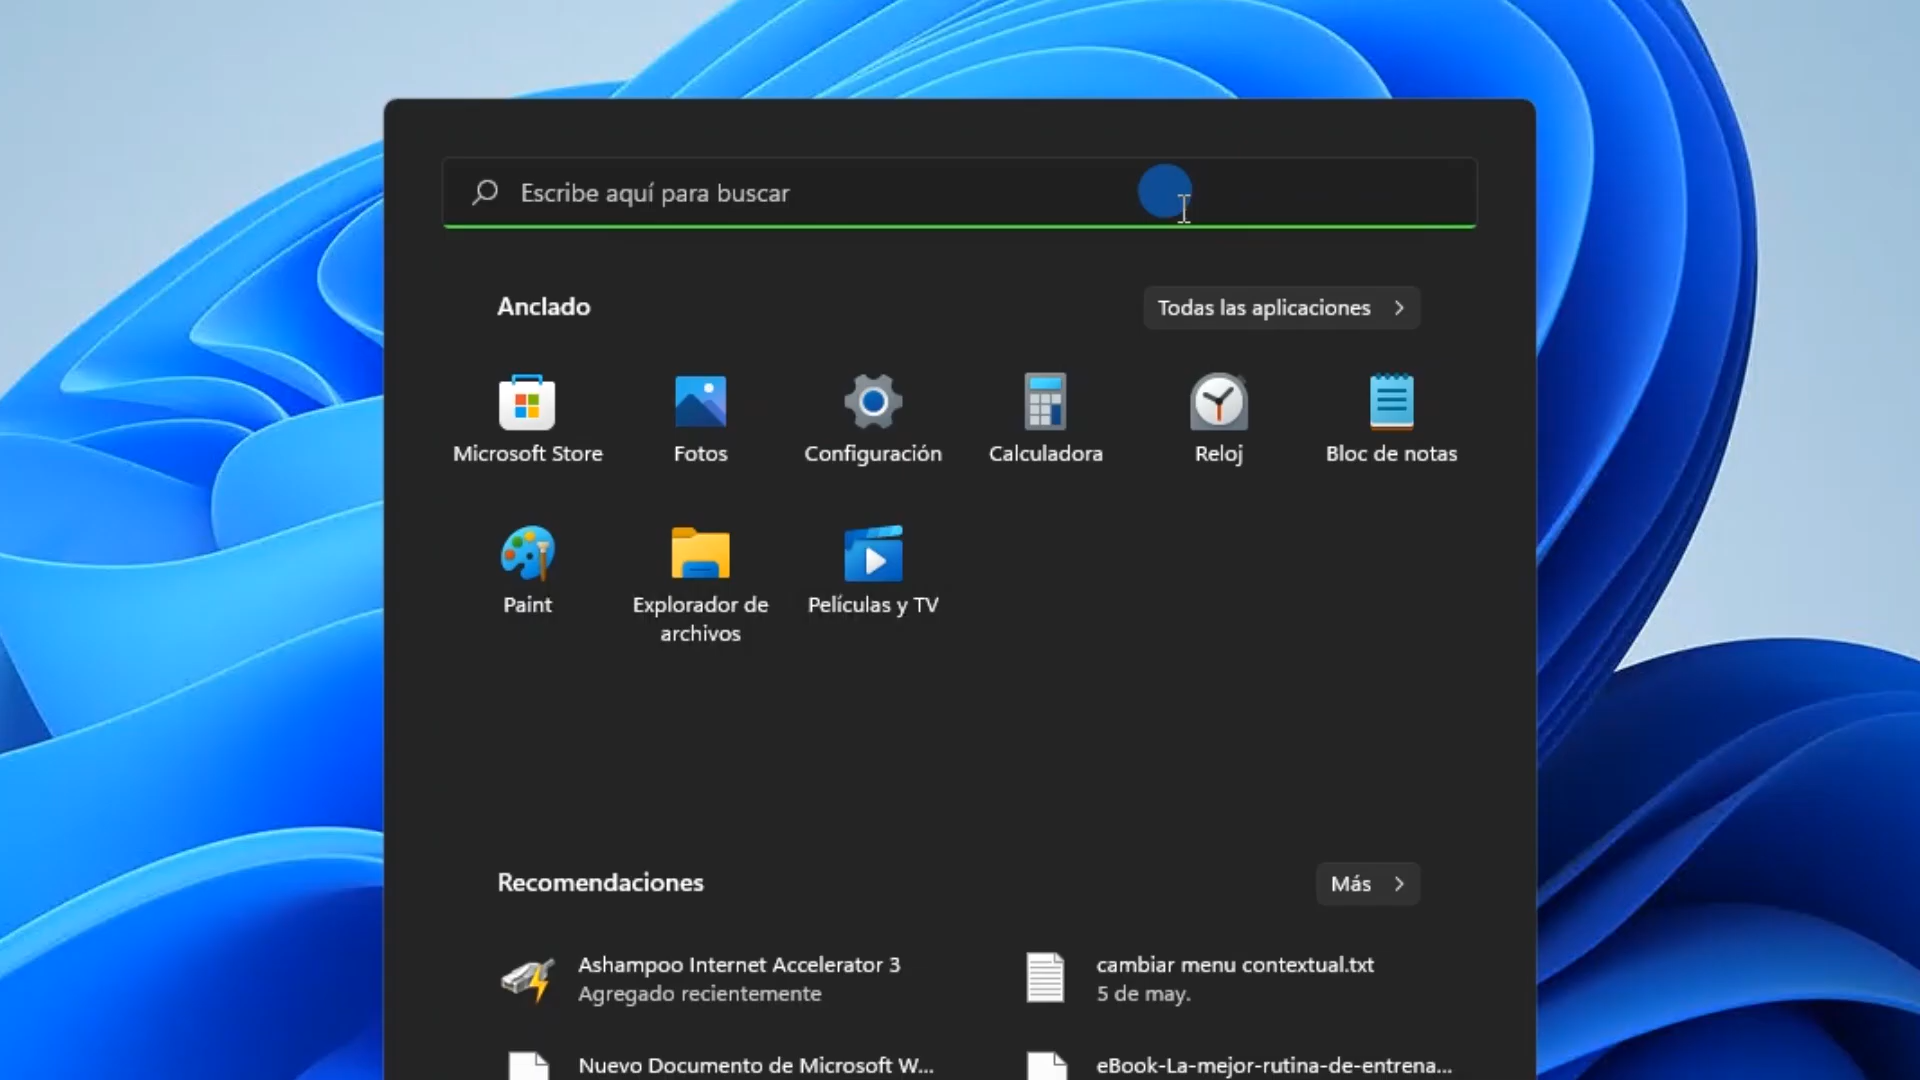 Escribe aquí para buscar
Anclado
Todas las aplicaciones
Microsoft Store
Fotos
Configuración
Calculadora
Reloj
Bloc de notas
Paint
Explorador de
archivos
Películas y TV
Recomendaciones
Más
Ashampoo Internet Accelerator 3
Agregado recientemente
cambiar menu contextual.txt
5 de may.
Nuevo Documento de Microsoft W...
eBook-La-mejor-rutina-de-entrena...